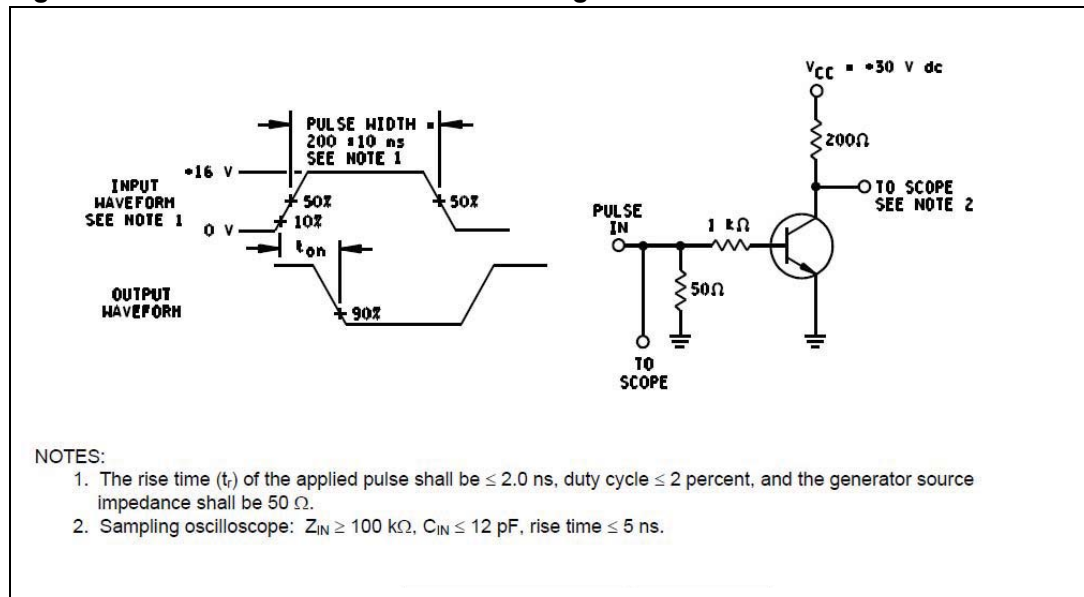 PULSE WIDTH =
200 ±10 ns
SEE NOTE 1
+16 V
INPUT
WAVEFORM
SEE NOTE 1
50%
50%
10%
0 V
ton
OUTPUT
WAVEFORM
90%
VCC = +30 V dc
200Ω
TO SCOPE
SEE NOTE 2
PULSE
IN
1 kΩ
50Ω
TO
SCOPE
NOTES:
1. The rise time (tr) of the applied pulse shall be ≤ 2.0 ns, duty cycle ≤ 2 percent, and the generator source
impedance shall be 50 Ω.
2. Sampling oscilloscope: ZIN ≥ 100 kΩ, CIN ≤ 12 pF, rise time ≤ 5 ns.